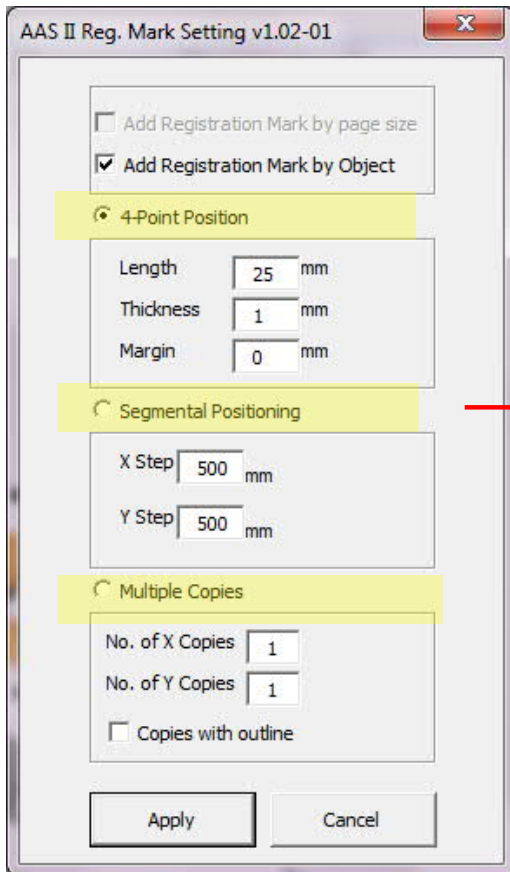 AAS II Reg. Mark Setting v1.02-01
Add Registration Mark by page size
Add Registration Mark by Object
4-Point Position
Length 25 mm
Thickness 1 mm
Margin 0 mm
Segmental Positioning
X Step 500 mm
Y Step 500 mm
Multiple Copies
No. of X Copies 1
No. of Y Copies 1
Copies with outline
Apply Cancel